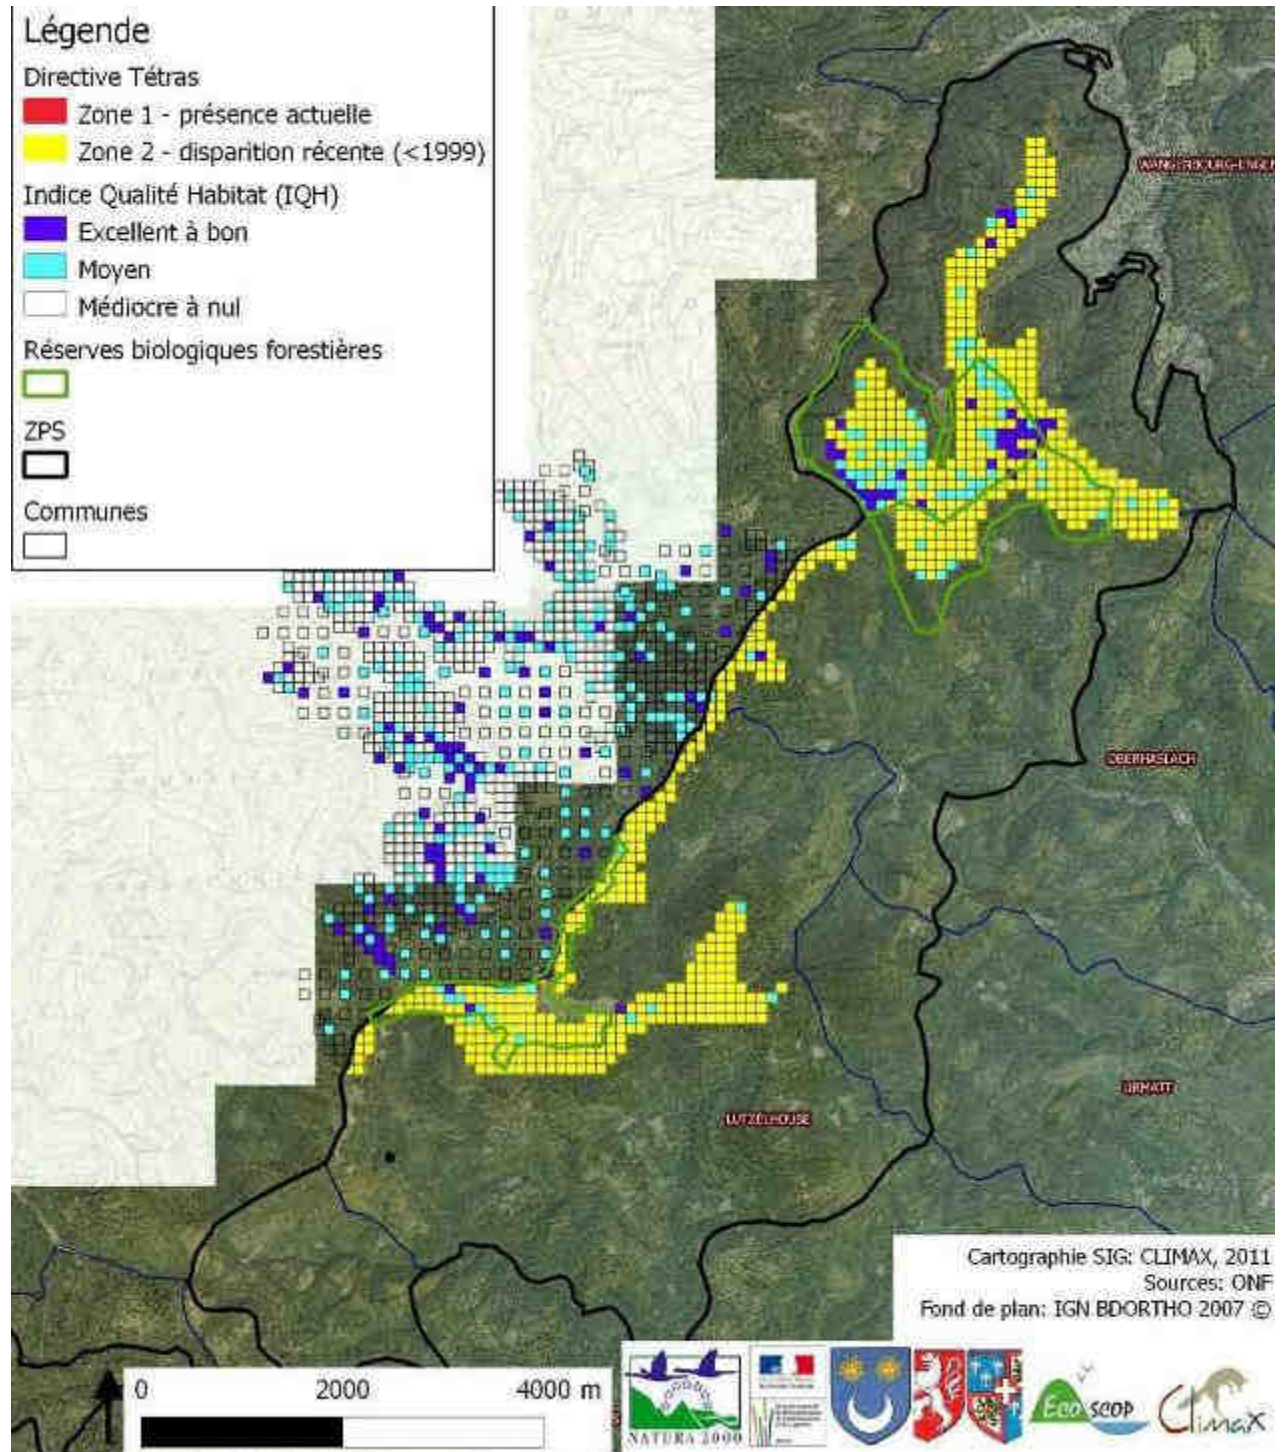 Légende
Directive Tétras
Zone 1 - présence actuelle
Zone 2 - disparition récente (<1999)
Indice Qualité Habitat (IQH)
Excellent à bon
Moyen
Médiocre à nul
Réserves biologiques forestières
ZPS
Communes
OBERHASLACH
URMATT
LUTZELHOUSE
Cartographie SIG: CLIMAX, 2011
Sources: ONF
Fond de plan: IGN BDORTHO 2007 ©
0 2000 4000 m
NATURA 2000
Eco SCOP
Climax